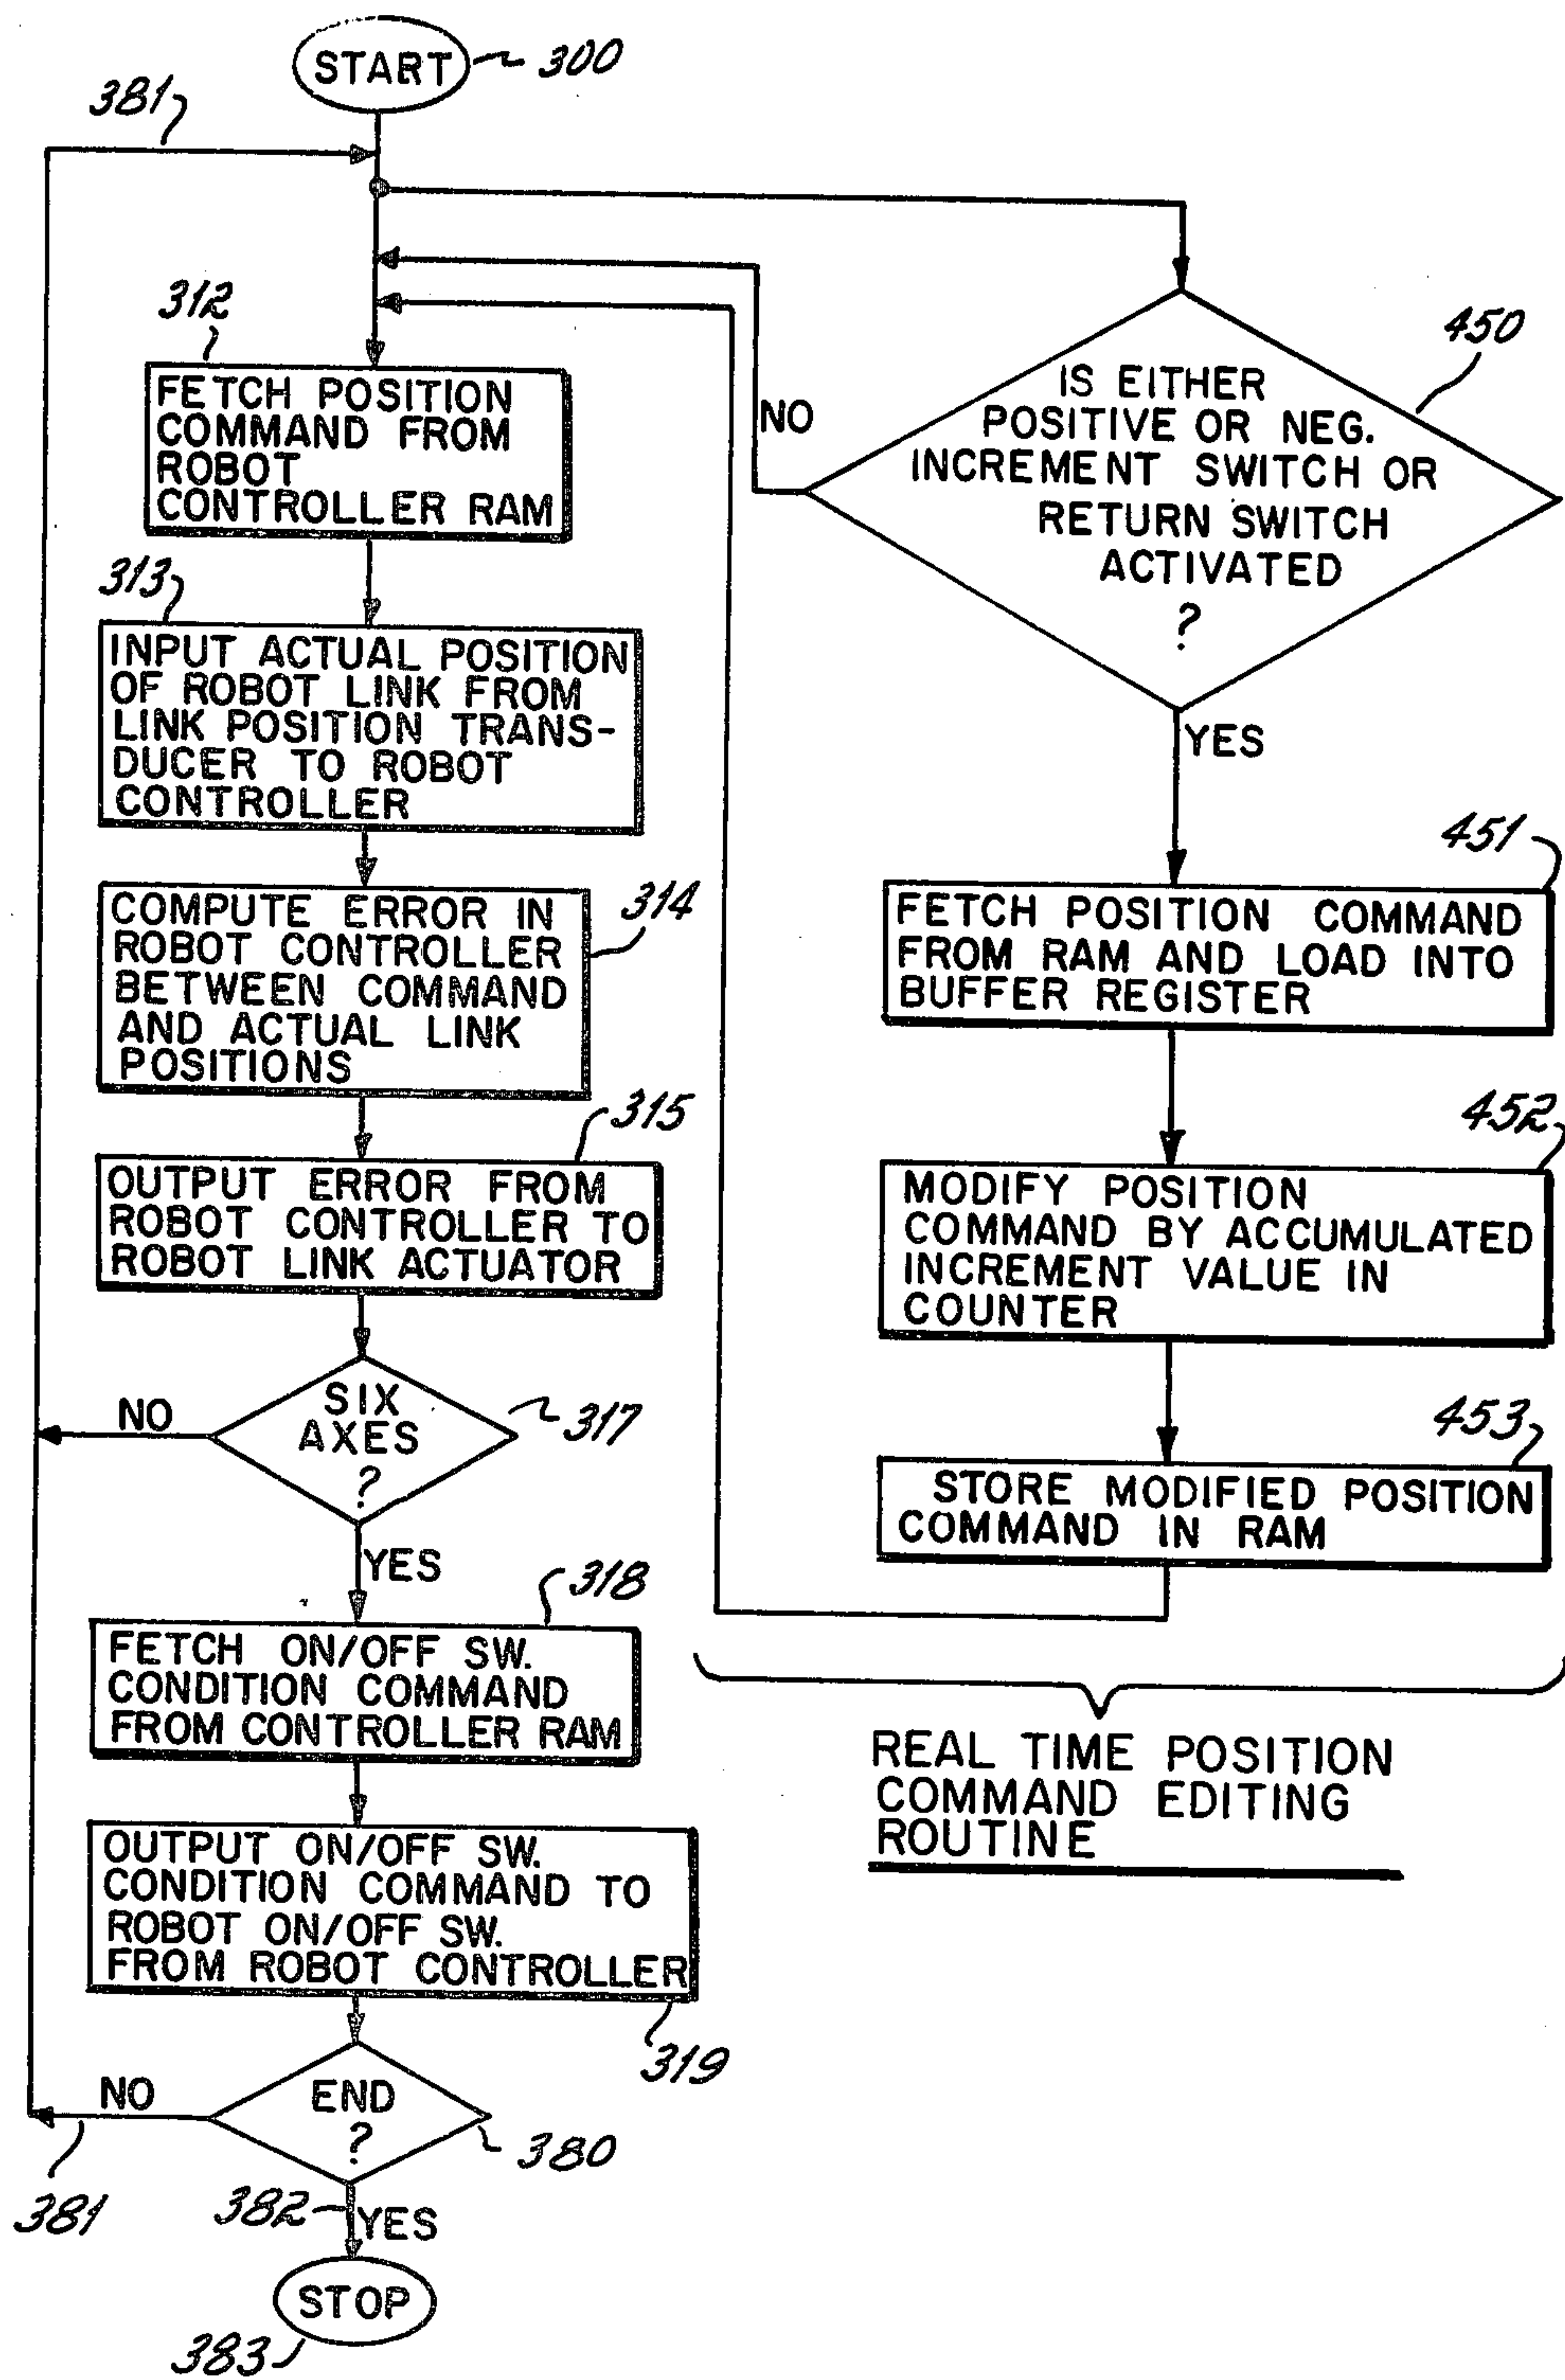 START
300
381
312
FETCH POSITION
COMMAND FROM
ROBOT
CONTROLLER RAM
313
INPUT ACTUAL POSITION
OF ROBOT LINK FROM
LINK POSITION TRANS-
DUCER TO ROBOT
CONTROLLER
COMPUTE ERROR IN
ROBOT CONTROLLER
BETWEEN COMMAND
AND ACTUAL LINK
POSITIONS
314
315
OUTPUT ERROR FROM
ROBOT CONTROLLER TO
ROBOT LINK ACTUATOR
SIX
AXES
?
317
NO
YES
318
FETCH ON/OFF SW.
CONDITION COMMAND
FROM CONTROLLER RAM
OUTPUT ON/OFF SW.
CONDITION COMMAND TO
ROBOT ON/OFF SW.
FROM ROBOT CONTROLLER
319
END
?
380
NO
381
382
YES
STOP
383
450
IS EITHER
POSITIVE OR NEG.
INCREMENT SWITCH OR
RETURN SWITCH
ACTIVATED
?
NO
YES
451
FETCH POSITION COMMAND
FROM RAM AND LOAD INTO
BUFFER REGISTER
452
MODIFY POSITION
COMMAND BY ACCUMULATED
INCREMENT VALUE IN
COUNTER
453
STORE MODIFIED POSITION
COMMAND IN RAM
REAL TIME POSITION
COMMAND EDITING
ROUTINE